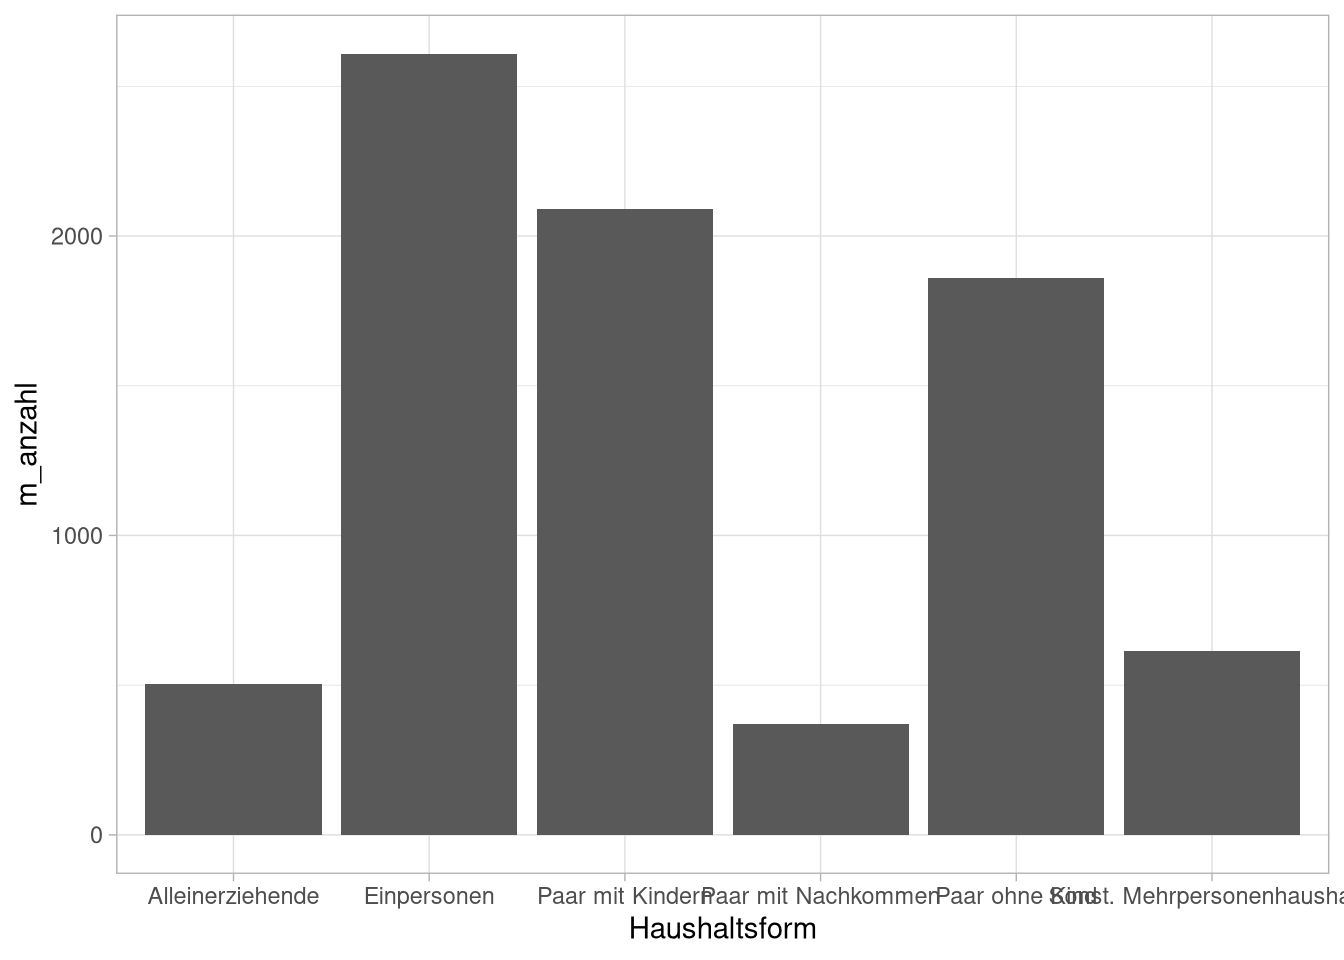 m_anzahl
2000
1000
0
Alleinerziehende
Einpersonen
Paar mit Kindern
Paar mit Nachkommen
Paar ohne Kind
Sonst. Mehrpersonenhausha
Haushaltsform